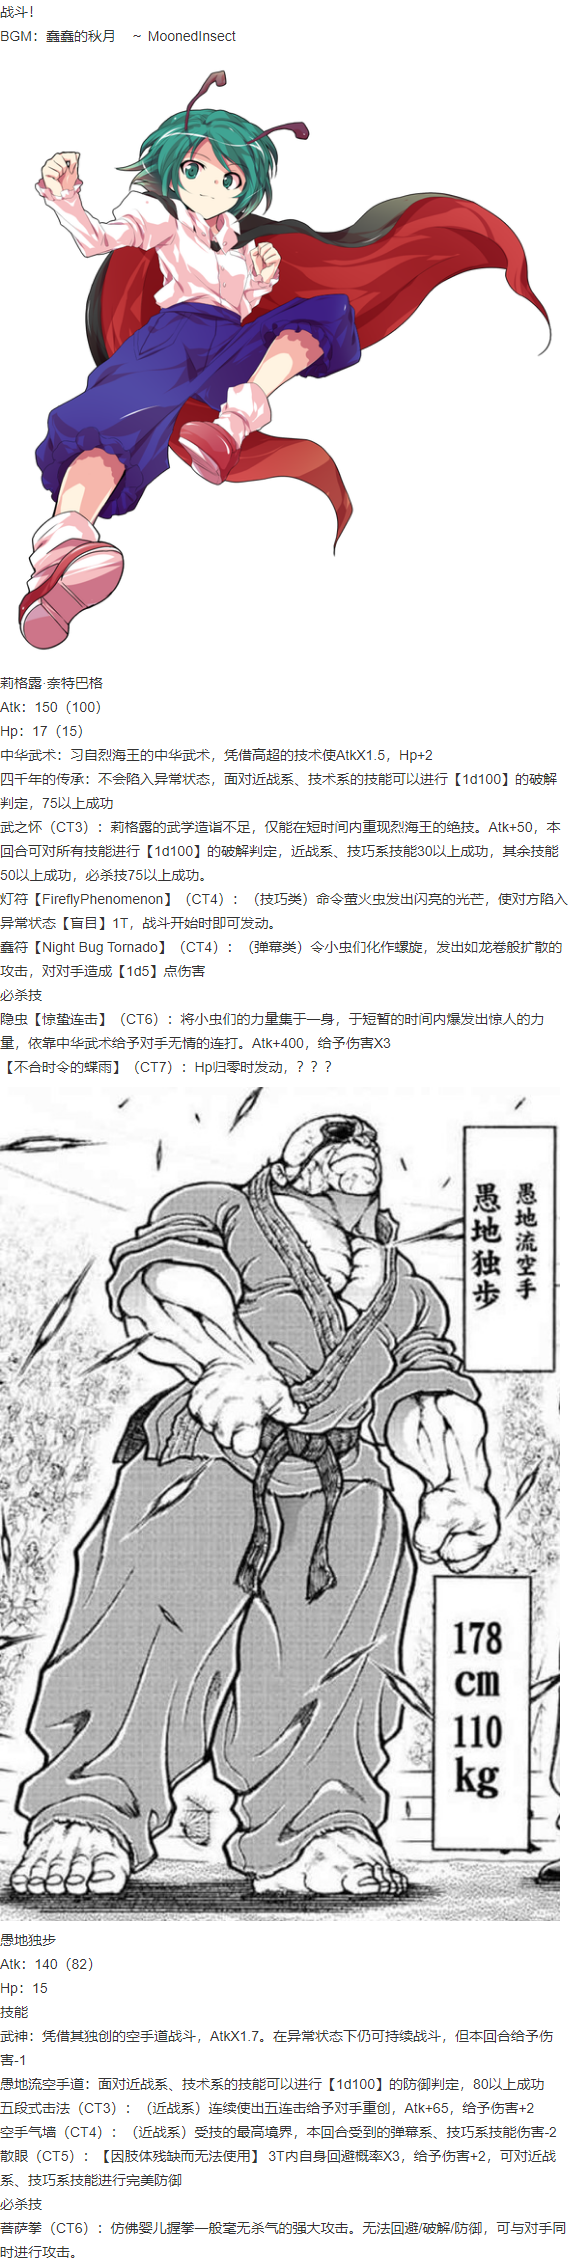 战斗！
BGM：蠢蠢的秋月　～ MoonedInsect
莉格露·奈特巴格
Atk：150（100）
Hp：17（15）
中华武术：习自烈海王的中华武术，凭借高超的技术使AtkX1.5，Hp+2
四千年的传承：不会陷入异常状态，面对近战系、技术系的技能可以进行【1d100】的破解
判定，75以上成功
武之怀（CT3）：莉格露的武学造诣不足，仅能在短时间内重现烈海王的绝技。Atk+50，本
回合可对所有技能进行【1d100】的破解判定，近战系、技巧系技能30以上成功，其余技能
50以上成功，必杀技75以上成功。
灯符【FireflyPhenomenon】（CT4）：（技巧类）命令萤火虫发出闪亮的光芒，使对方陷入
异常状态【盲目】1T，战斗开始时即可发动。
蠢符【Night Bug Tornado】（CT4）：（弹幕类）令小虫们化作螺旋，发出如龙卷般扩散的
攻击，对对手造成【1d5】点伤害
必杀技
隐虫【惊蛰连击】（CT6）：将小虫们的力量集于一身，于短暂的时间内爆发出惊人的力
量，依靠中华武术给予对手无情的连打。Atk+400，给予伤害X3
【不合时令的蝶雨】（CT7）：Hp归零时发动，？？？
愚地流空手
愚地独步
178
cm
110
kg
愚地独步
Atk：140（82）
Hp：15
技能
武神：凭借其独创的空手道战斗，AtkX1.7。在异常状态下仍可持续战斗，但本回合给予伤
害-1
愚地流空手道：面对近战系、技术系的技能可以进行【1d100】的防御判定，80以上成功
五段式击法（CT3）：（近战系）连续使出五连击给予对手重创，Atk+65，给予伤害+2
空手气墙（CT4）：（近战系）受技的最高境界，本回合受到的弹幕系、技巧系技能伤害-2
散眼（CT5）：【因肢体残缺而无法使用】 3T内自身回避概率X3，给予伤害+2，可对近战
系、技巧系技能进行完美防御
必杀技
菩萨拳（CT6）：仿佛婴儿握拳一般毫无杀气的强大攻击。无法回避/破解/防御，可与对手同
时进行攻击。